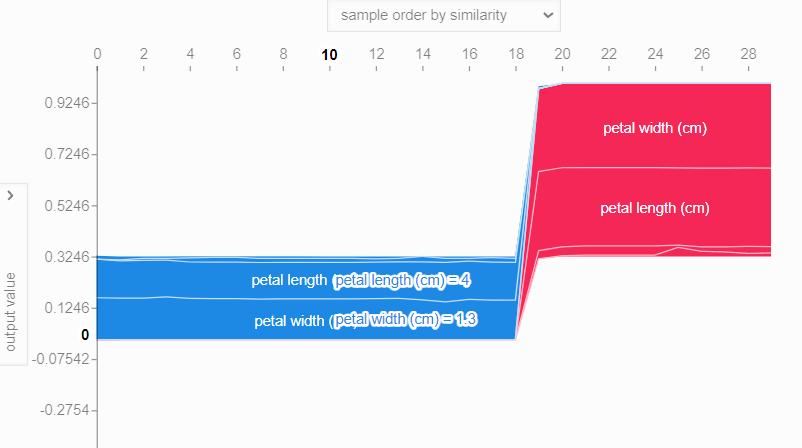 sample order by similarity
0 2 4 6 8 10 12 14 16 18 20 22 24 26 28
0.9246
0.7246
0.5246
0.3246
0.1246
0
-0.07542
-0.2754
output value
petal width (cm)
petal length (cm)
petal length petal length (cm) = 4
petal width ( petal width (cm) = 1.3